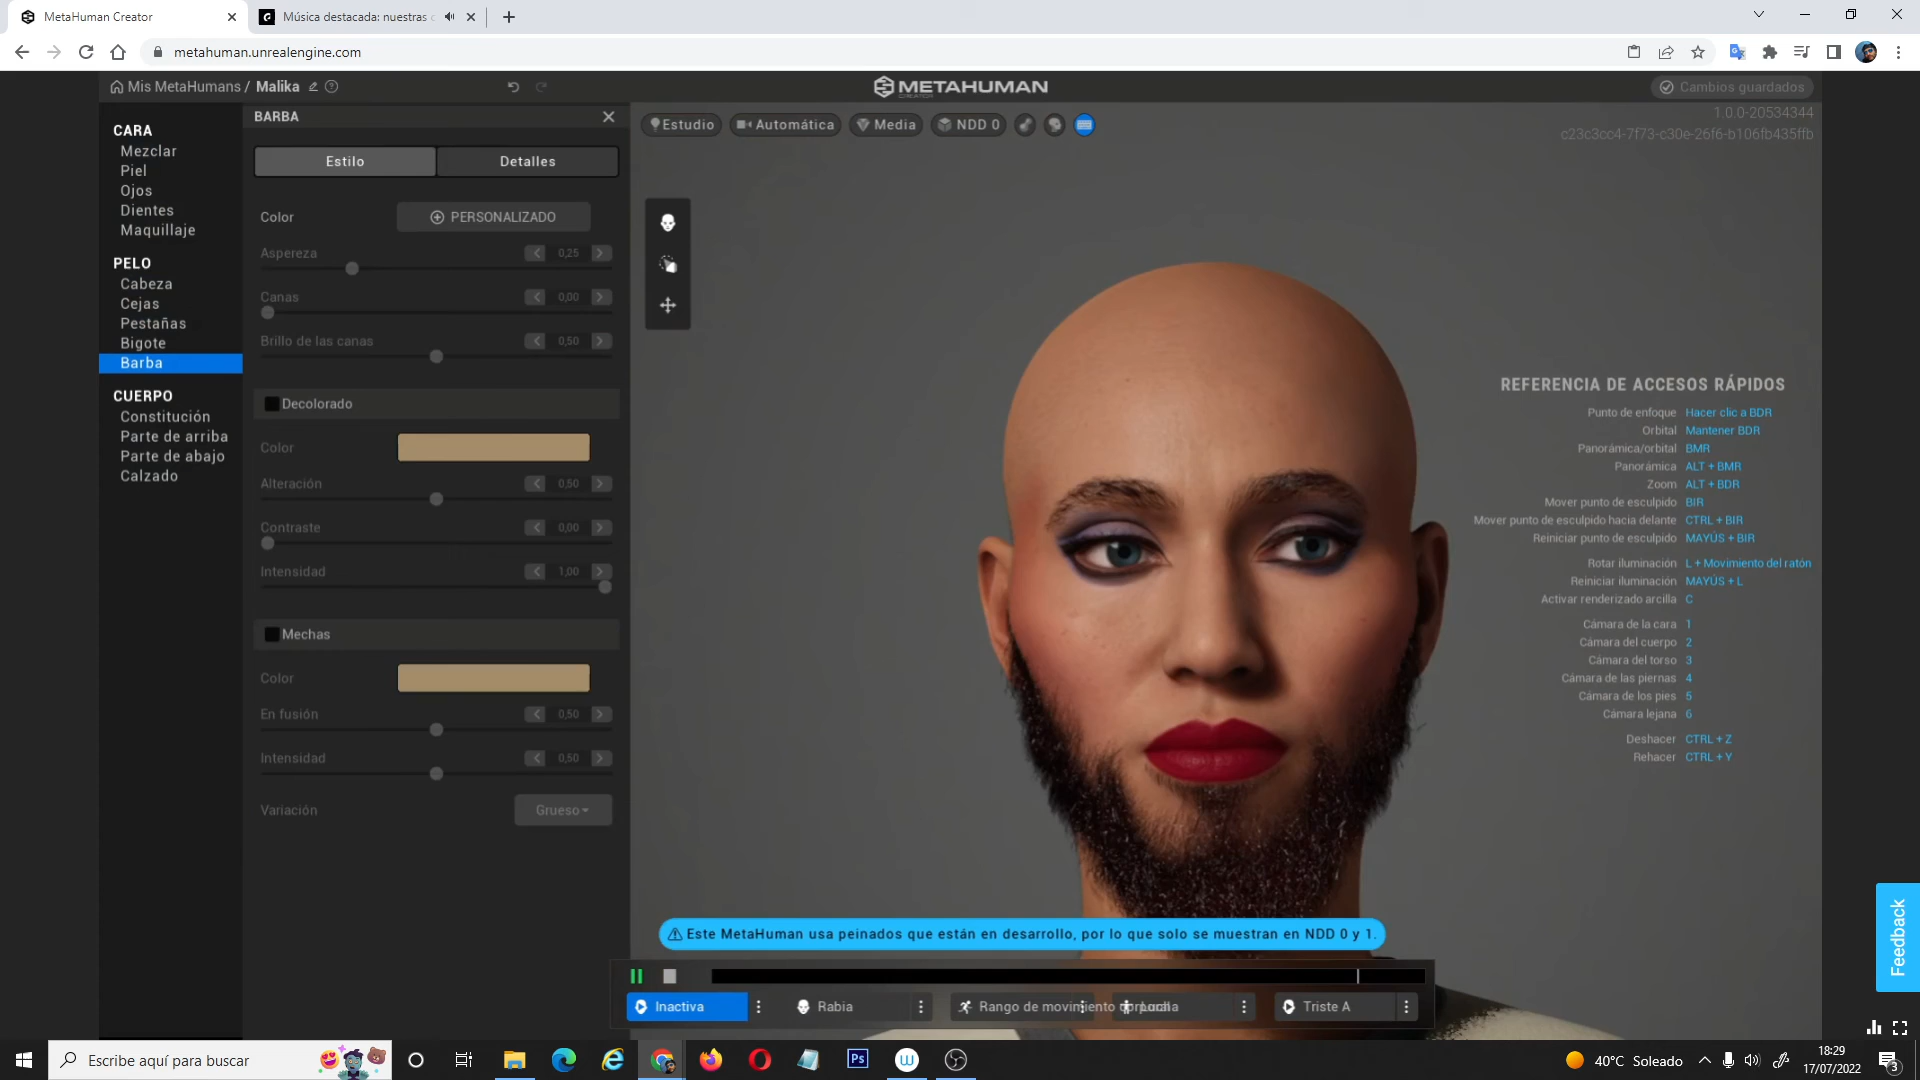 MetaHuman Creator
Música destacada: nuestras c
metahuman.unrealengine.com
Mis MetaHumans / Malika
METAHUMAN
CREATOR
Cambios guardados
1.0.0-20534344
c23c3cc4-7f73-c30e-26f6-b106fb435ffb
CARA
Mezclar
Piel
Ojos
Dientes
Maquillaje
PELO
Cabeza
Cejas
Pestañas
Bigote
Barba
CUERPO
Constitución
Parte de arriba
Parte de abajo
Calzado
BARBA
Estilo
Detalles
Color
PERSONALIZADO
Aspereza
0,25
Canas
0,00
Brillo de las canas
0,50
Decolorado
Color
Alteración
0,50
Contraste
0,00
Intensidad
1,00
Mechas
Color
En fusión
0,50
Intensidad
0,50
Variación
Grueso
Estudio
Automática
Media
NDD 0
REFERENCIA DE ACCESOS RÁPIDOS
Punto de enfoque Hacer clic a BDR
Orbital Mantener BDR
Panorámica/orbital BMR
Panorámica ALT + BMR
Zoom ALT + BDR
Mover punto de esculpido BIR
Mover punto de esculpido hacia delante CTRL + BIR
Reiniciar punto de esculpido MAYÚS + BIR
Rotar iluminación L + Movimiento del ratón
Reiniciar iluminación MAYÚS + L
Activar renderizado arcilla C
Cámara de la cara 1
Cámara del cuerpo 2
Cámara del torso 3
Cámara de las piernas 4
Cámara de los pies 5
Cámara lejana 6
Deshacer CTRL + Z
Rehacer CTRL + Y
Este MetaHuman usa peinados que están en desarrollo, por lo que solo se muestran en NDD 0 y 1.
Inactiva
Rabia
Rango de movimiento
Triste A
Feedback
Escribe aquí para buscar
Ps
40°C Soleado
18:29
17/07/2022
3